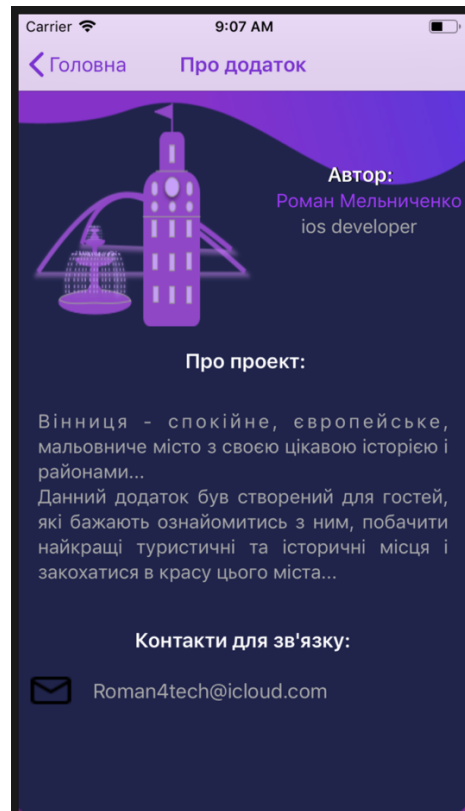 Carrier 9:07 AM
Головна Про додаток
Автор:
Роман Мельниченко
ios developer
Про проект:
Вінниця - спокійне, європейське,
мальовниче місто з своєю цікавою історією і
районами...
Данний додаток був створений для гостей,
які бажають ознайомитись з ним, побачити
найкращі туристичні та історичні місця і
закохатися в красу цього міста...
Контакти для зв'язку:
Roman4tech@icloud.com